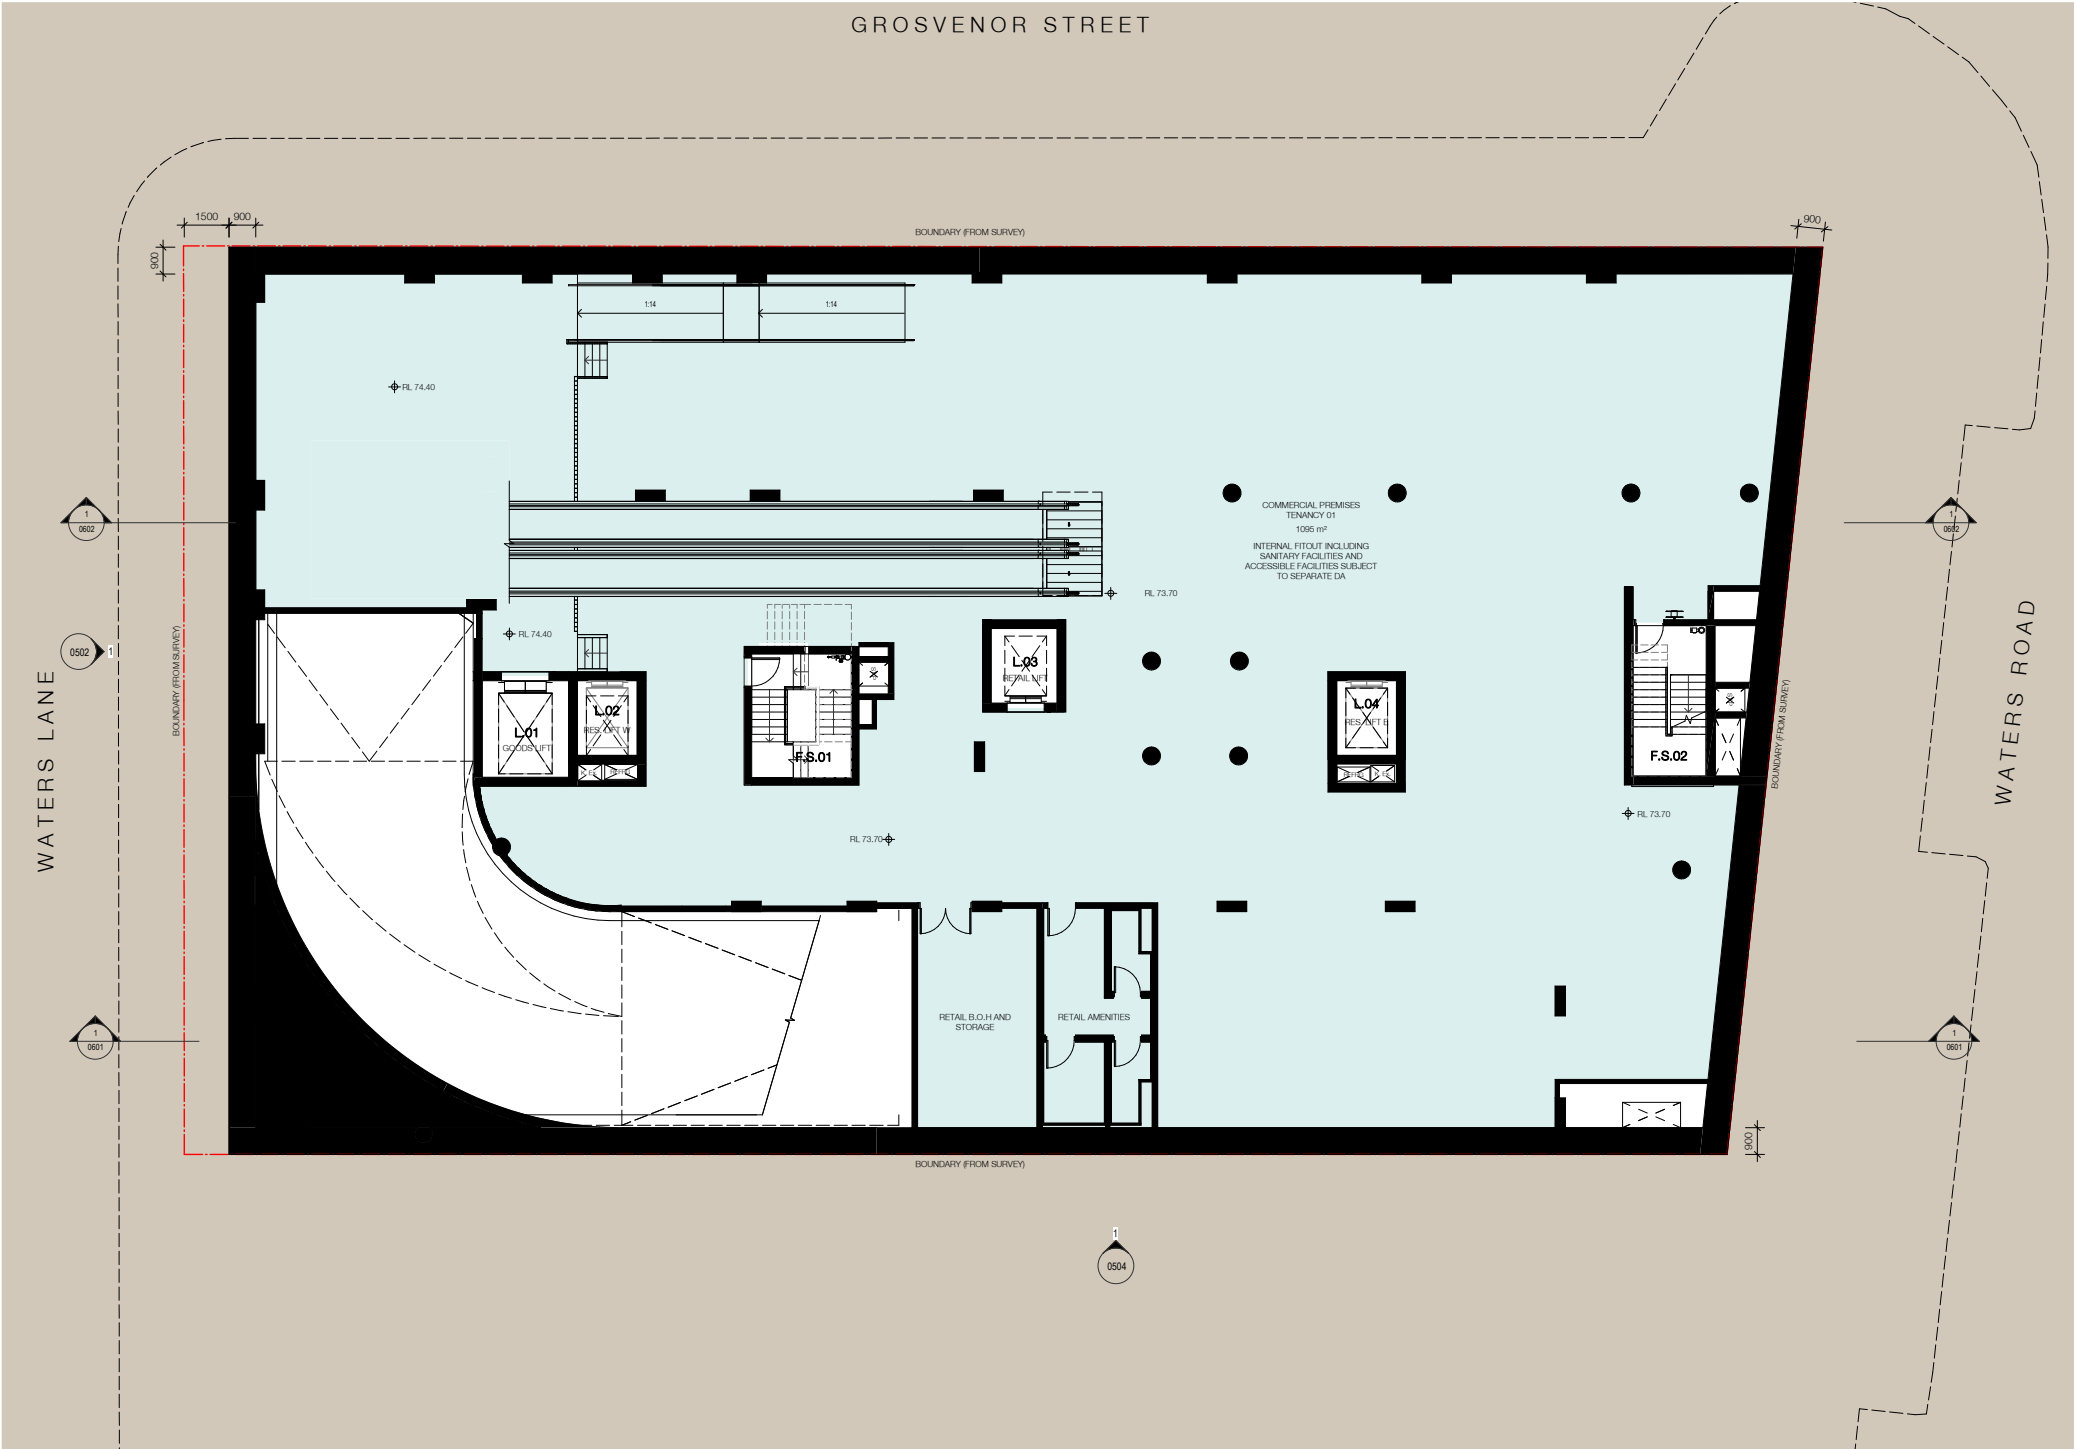 GROSVENOR STREET
1500
900
900
900
BOUNDARY (FROM SURVEY)
1:14
1:14
RL 74.40
1
0602
1
0602
COMMERCIAL PREMISES
TENANCY 01
1095 m²
INTERNAL FITOUT INCLUDING
SANITARY FACILITIES AND
ACCESSIBLE FACILITIES SUBJECT
TO SEPARATE DA
RL 73.70
RL 74.40
0502
1
BOUNDARY (FROM SURVEY)
WATERS LANE
WATERS ROAD
BOUNDARY (FROM SURVEY)
L.01
GOODS LIFT
L.02
RES. LIFT W
F.S.01
L.03
RETAIL LIFT
L.04
RES. LIFT E
F.S.02
RL 73.70
RL 73.70
RETAIL B.O.H AND
STORAGE
RETAIL AMENITIES
1
0601
1
0601
900
BOUNDARY (FROM SURVEY)
1
0504